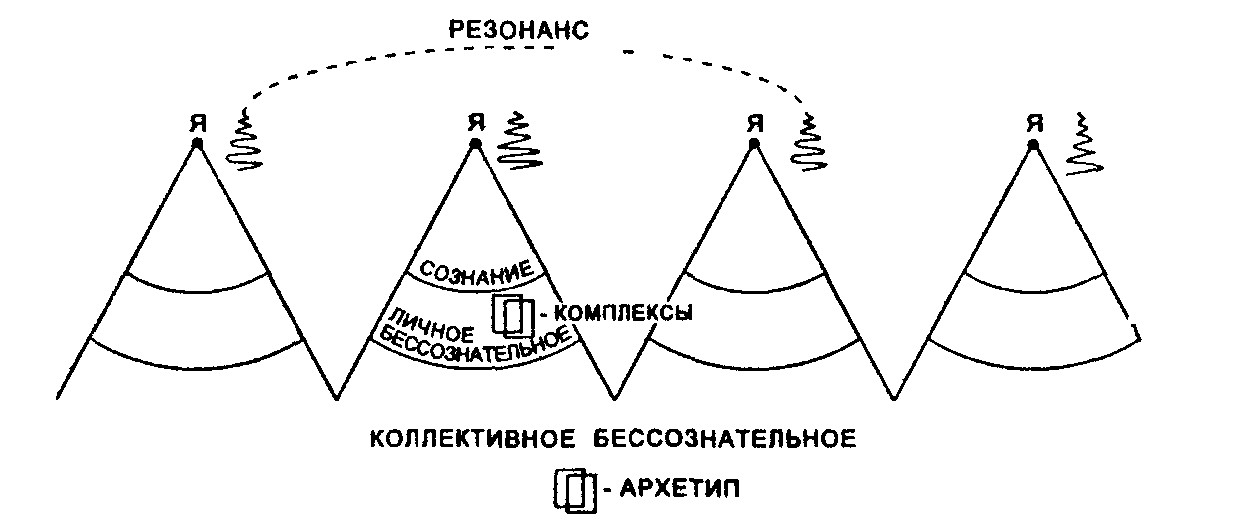 РЕЗОНАНС
Я
Я
Я
Я
СОЗНАНИЕ
- КОМПЛЕКСЫ
ЛИЧНОЕ
БЕССОЗНАТЕЛЬНОЕ
КОЛЛЕКТИВНОЕ БЕССОЗНАТЕЛЬНОЕ
- АРХЕТИП